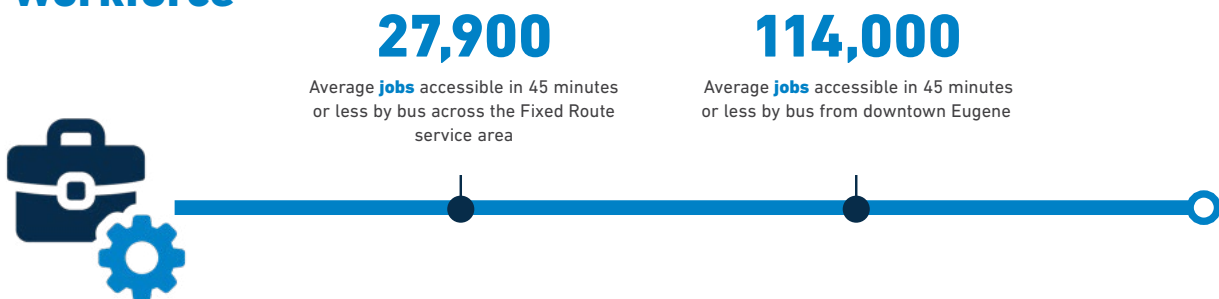 Workforce
27,900
Average jobs accessible in 45 minutes
or less by bus across the Fixed Route
service area
114,000
Average jobs accessible in 45 minutes
or less by bus from downtown Eugene